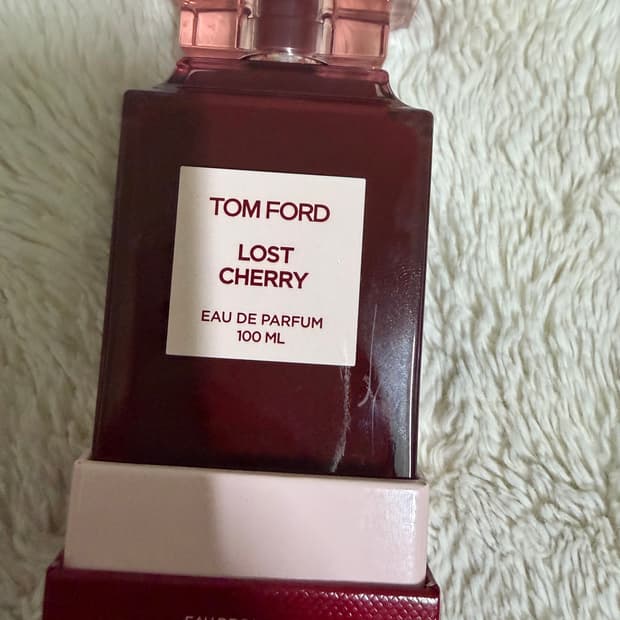 TOM FORD
LOST
CHERRY
EAU DE PARFUM
100 ML